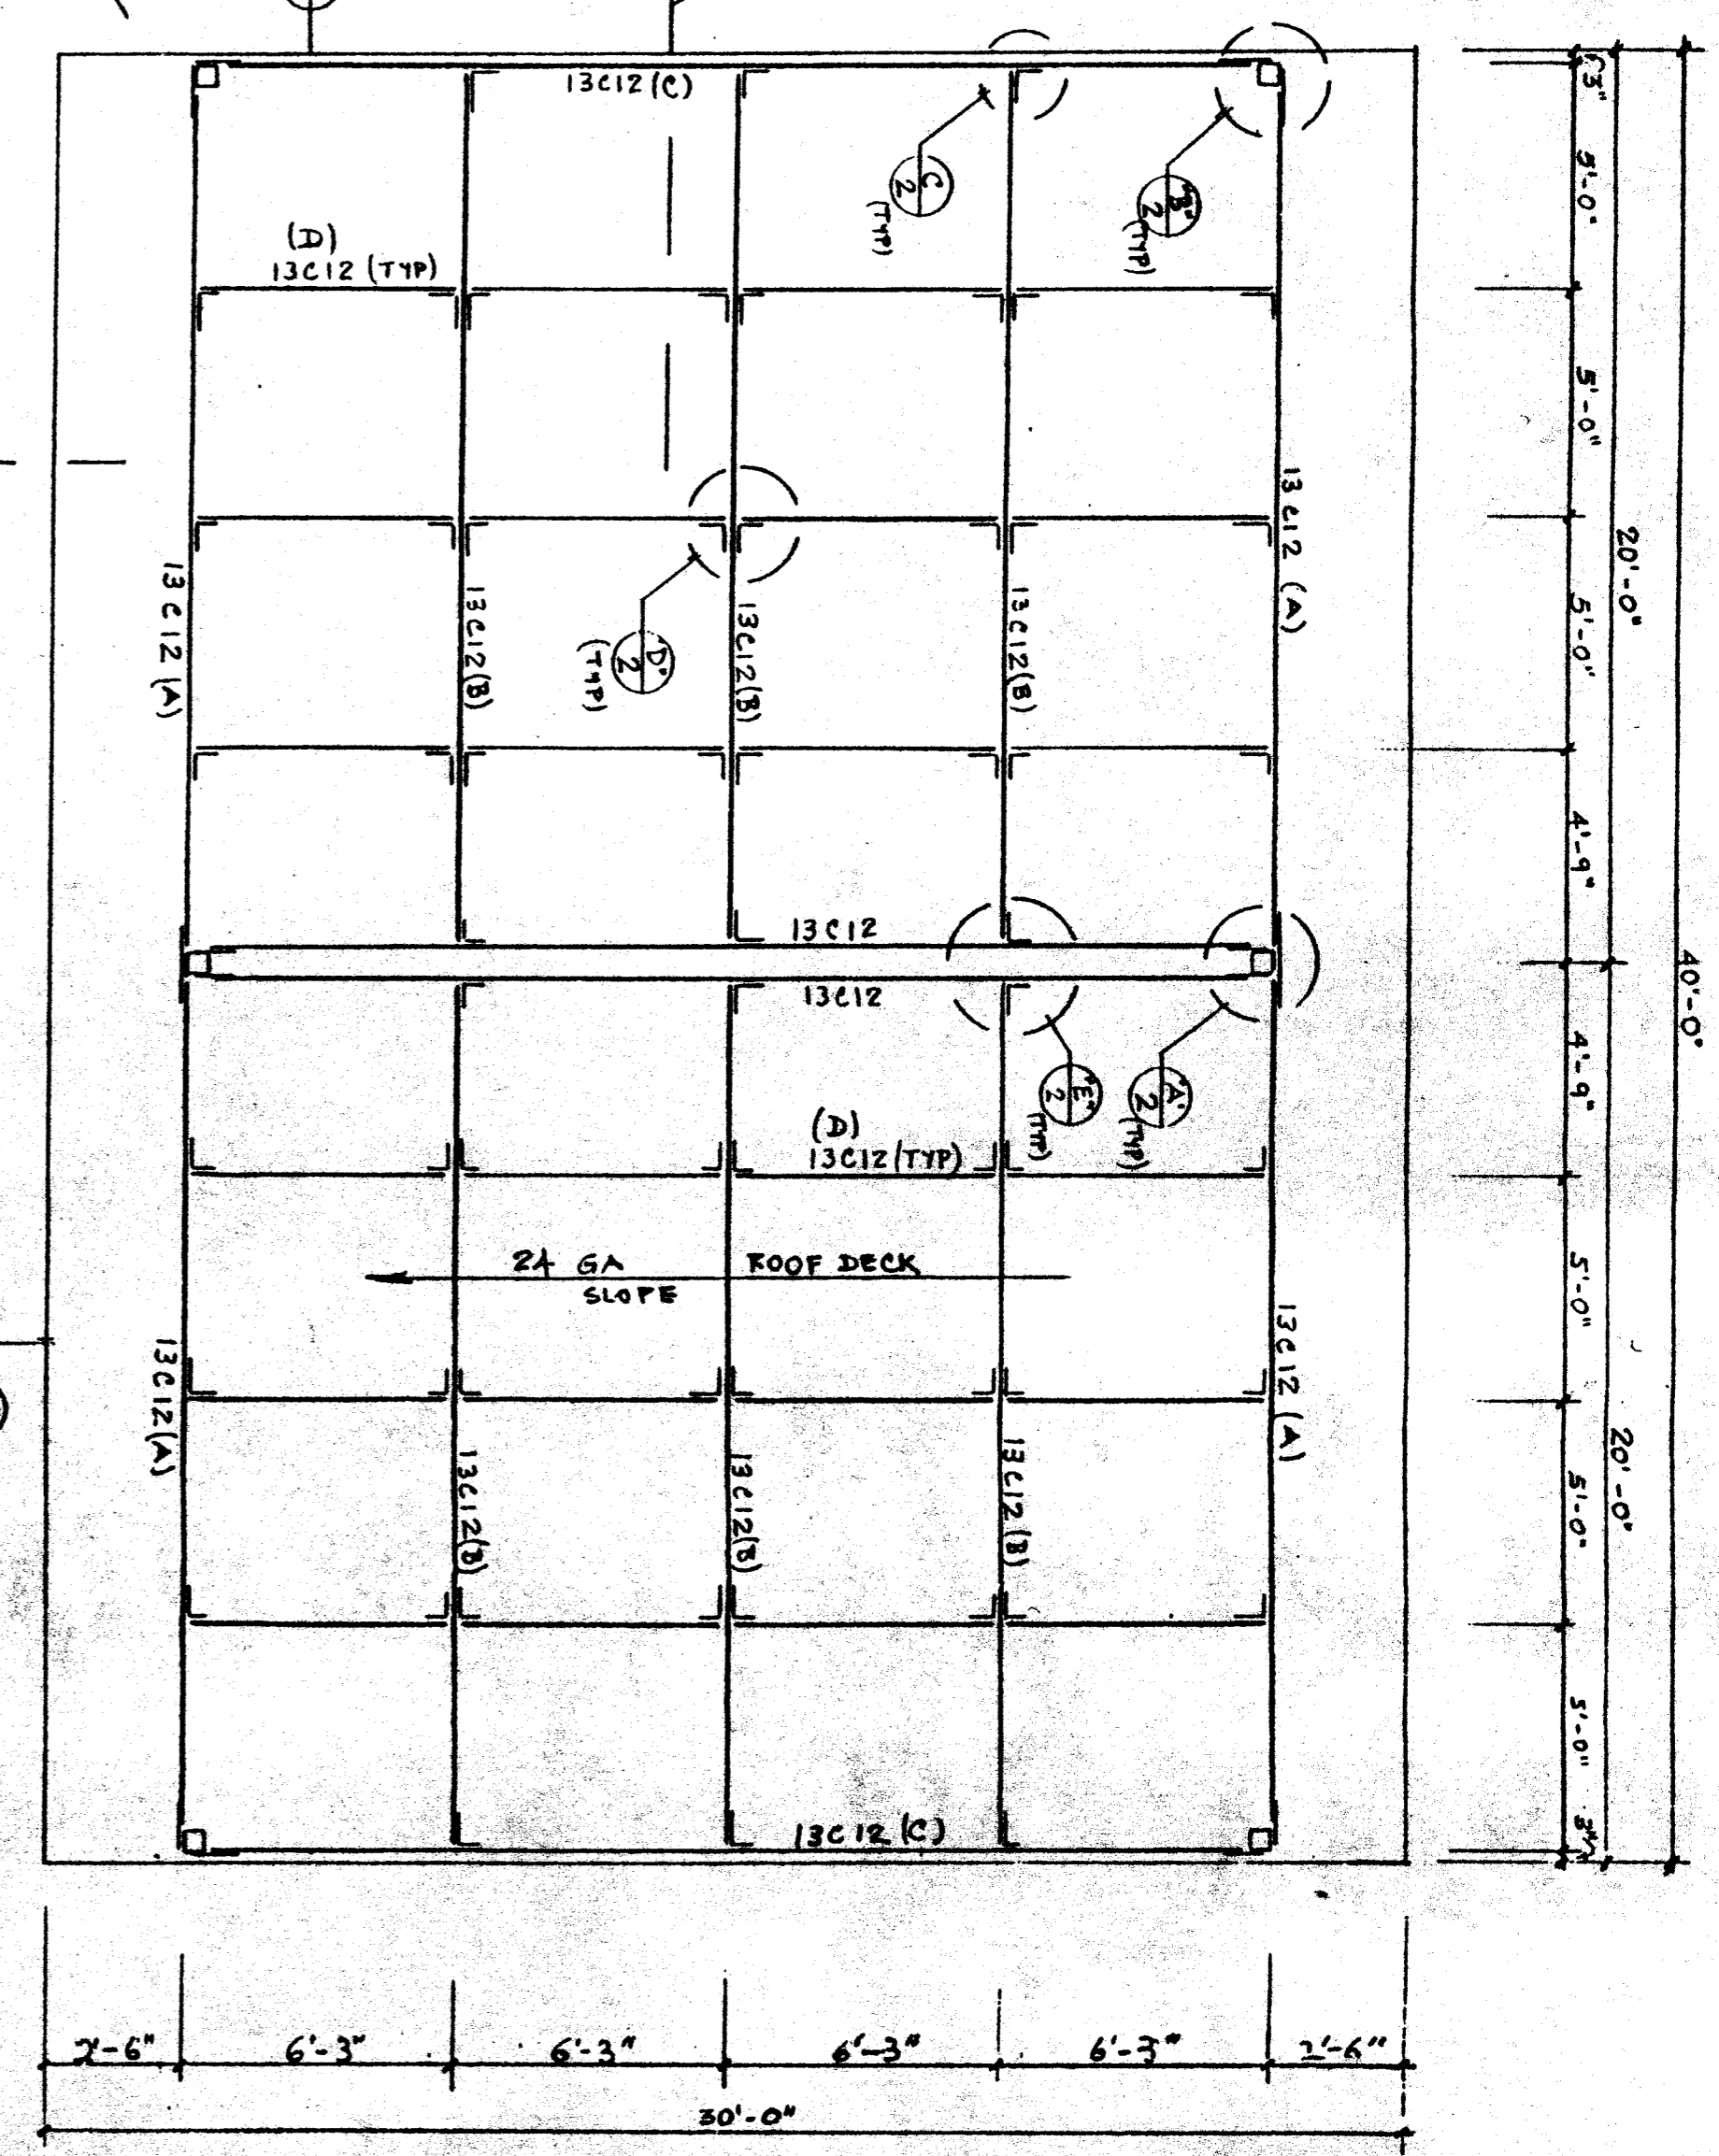 13C12 (C)
"C"
2
(TYP)
"B"
2
(TYP)
(D)
13C12 (TYP)
13C12 (A)
13C12 (B)
"D"
2
(TYP)
13C12 (B)
13C12 (B)
13C12 (A)
13C12
13C12
"E"
2
(TYP)
"A"
2
(TYP)
(D)
13C12 (TYP)
24 GA ROOF DECK
SLOPE
13C12 (A)
13C12 (B)
13C12 (B)
13C12 (B)
13C12 (A)
13C12 (C)
3"
5'-0"
5'-0"
5'-0"
4'-9"
4'-9"
5'-0"
5'-0"
5'-0"
3"
20'-0"
20'-0"
40'-0"
2'-6"
6'-3"
6'-3"
6'-3"
6'-3"
2'-6"
30'-0"